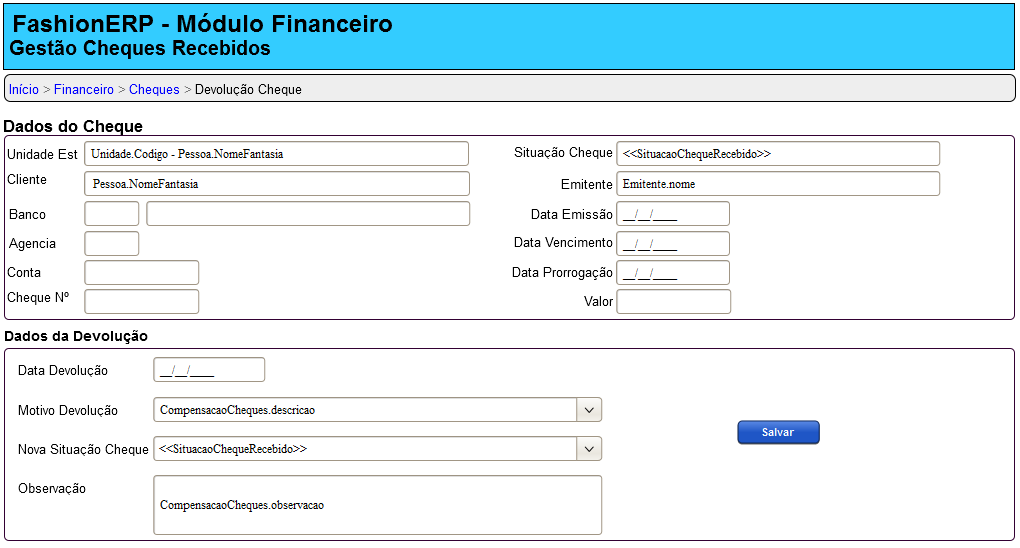 FashionERP - Módulo Financeiro
Gestão Cheques Recebidos
Início > Financeiro > Cheques > Devolução Cheque
Dados do Cheque
Unidade Est Unidade.Codigo - Pessoa.NomeFantasia Situação Cheque <<SituacaoChequeRecebido>>
Cliente Pessoa.NomeFantasia Emitente Emitente.nome
Banco Data Emissão __/__/____
Agencia Data Vencimento __/__/____
Conta Data Prorrogação __/__/____
Cheque Nº Valor
Dados da Devolução
Data Devolução __/__/____
Motivo Devolução CompensacaoCheques.descricao
Salvar
Nova Situação Cheque <<SituacaoChequeRecebido>>
Observação
CompensacaoCheques.observacao